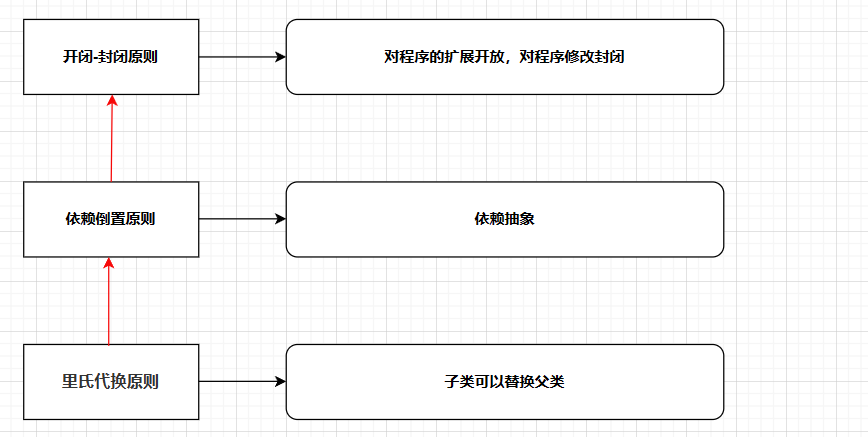 开闭-封闭原则
对程序的扩展开放，对程序修改封闭
依赖倒置原则
依赖抽象
里氏代换原则
子类可以替换父类